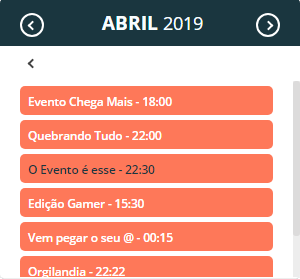 ABRIL 2019
Evento Chega Mais - 18:00
Quebrando Tudo - 22:00
O Evento é esse - 22:30
Edição Gamer - 15:30
Vem pegar o seu @ - 00:15
Orgilandia - 22:22